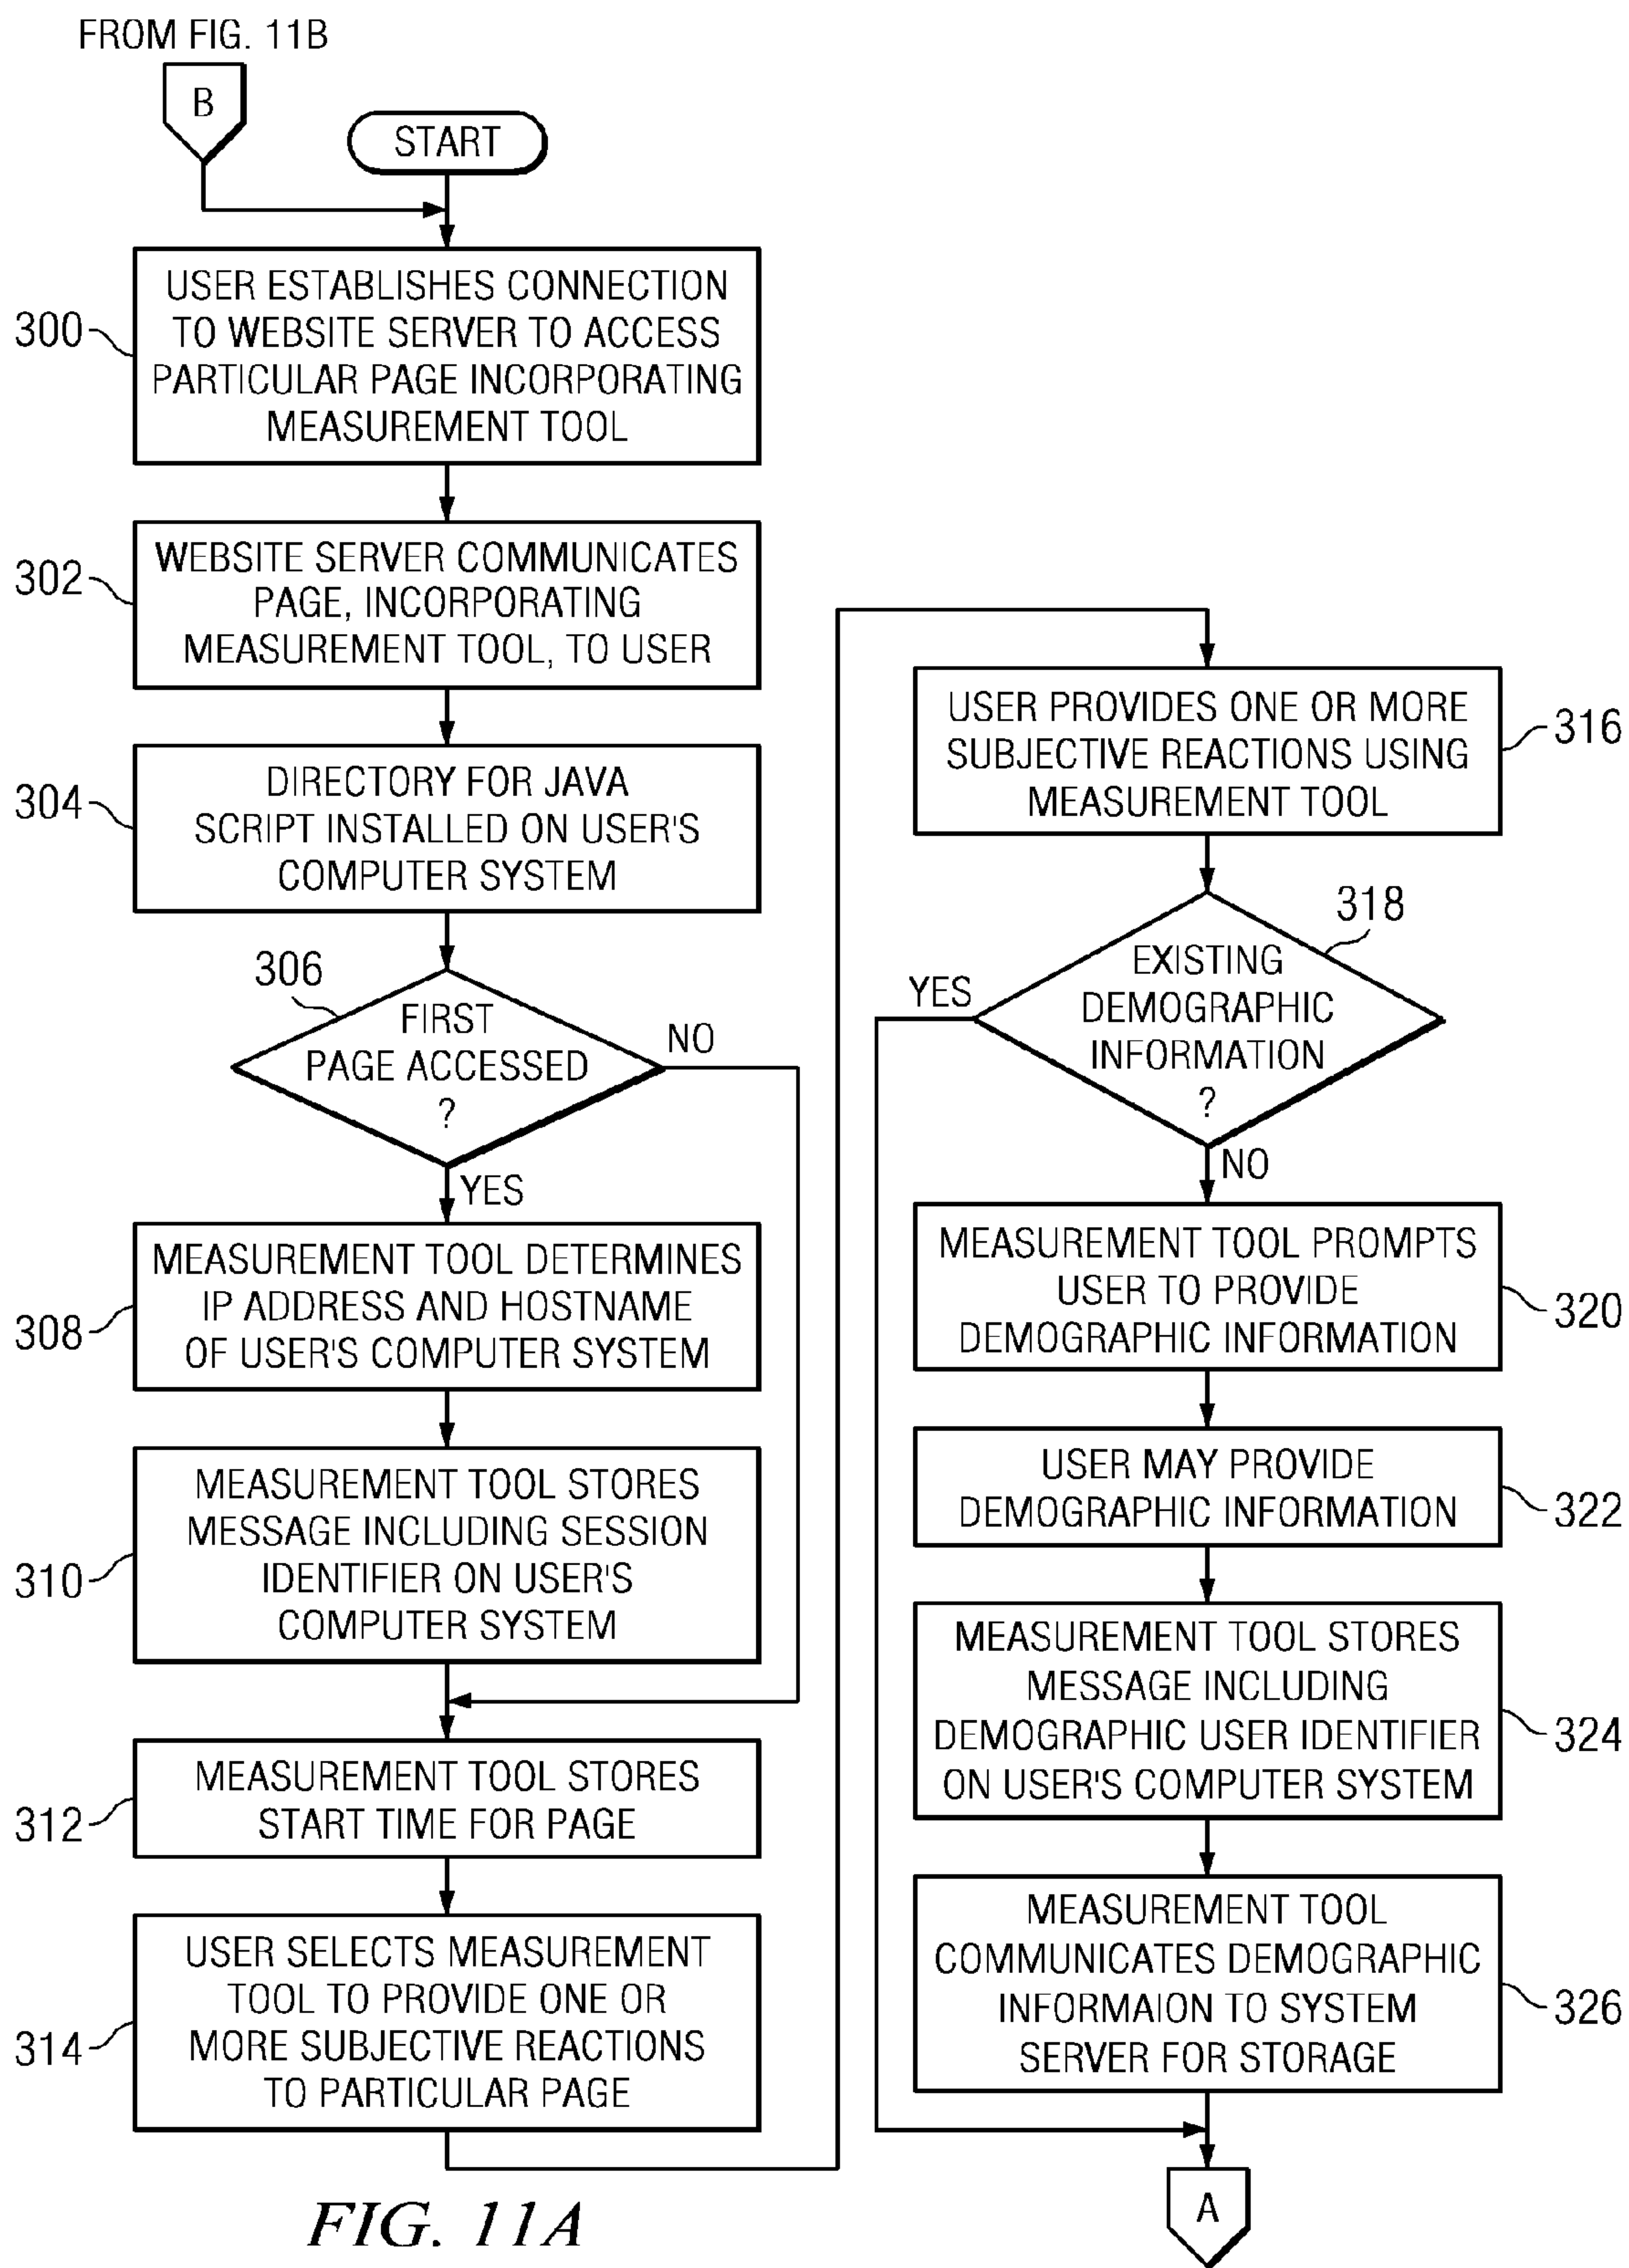 FROM FIG. 11B
B
START
300
USER ESTABLISHES CONNECTION
TO WEBSITE SERVER TO ACCESS
PARTICULAR PAGE INCORPORATING
MEASUREMENT TOOL
302
WEBSITE SERVER COMMUNICATES
PAGE, INCORPORATING
MEASUREMENT TOOL, TO USER
304
DIRECTORY FOR JAVA
SCRIPT INSTALLED ON USER'S
COMPUTER SYSTEM
306
FIRST
PAGE ACCESSED
?
NO
YES
308
MEASUREMENT TOOL DETERMINES
IP ADDRESS AND HOSTNAME
OF USER'S COMPUTER SYSTEM
310
MEASUREMENT TOOL STORES
MESSAGE INCLUDING SESSION
IDENTIFIER ON USER'S
COMPUTER SYSTEM
312
MEASUREMENT TOOL STORES
START TIME FOR PAGE
314
USER SELECTS MEASUREMENT
TOOL TO PROVIDE ONE OR
MORE SUBJECTIVE REACTIONS
TO PARTICULAR PAGE
USER PROVIDES ONE OR MORE
SUBJECTIVE REACTIONS USING
MEASUREMENT TOOL
316
318
EXISTING
DEMOGRAPHIC
INFORMATION
?
YES
NO
MEASUREMENT TOOL PROMPTS
USER TO PROVIDE
DEMOGRAPHIC INFORMATION
320
USER MAY PROVIDE
DEMOGRAPHIC INFORMATION
322
MEASUREMENT TOOL STORES
MESSAGE INCLUDING
DEMOGRAPHIC USER IDENTIFIER
ON USER'S COMPUTER SYSTEM
324
MEASUREMENT TOOL
COMMUNICATES DEMOGRAPHIC
INFORMAION TO SYSTEM
SERVER FOR STORAGE
326
A
FIG. 11A